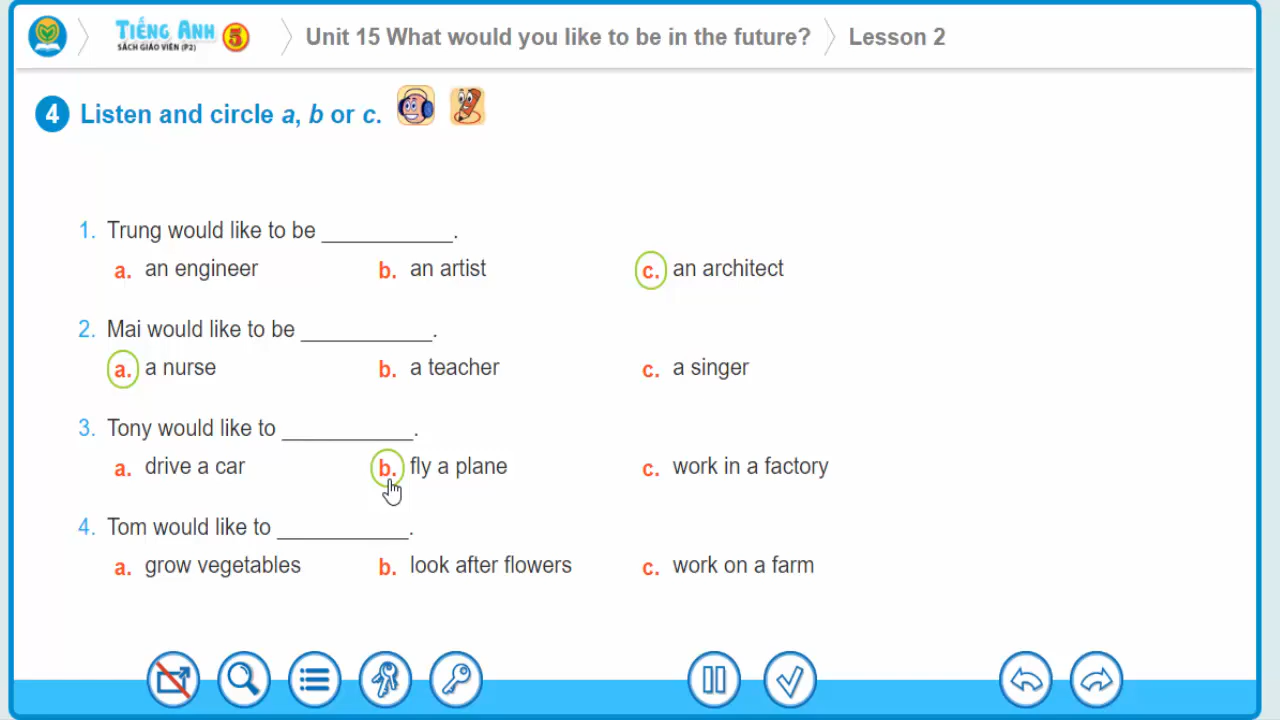 TIẾNG ANH 5
SÁCH GIÁO VIÊN (P2)
Unit 15 What would you like to be in the future?
Lesson 2
4 Listen and circle a, b or c.
1. Trung would like to be ___________.
a. an engineer b. an artist c. an architect
2. Mai would like to be ___________.
a. a nurse b. a teacher c. a singer
3. Tony would like to ___________.
a. drive a car b. fly a plane c. work in a factory
4. Tom would like to ___________.
a. grow vegetables b. look after flowers c. work on a farm